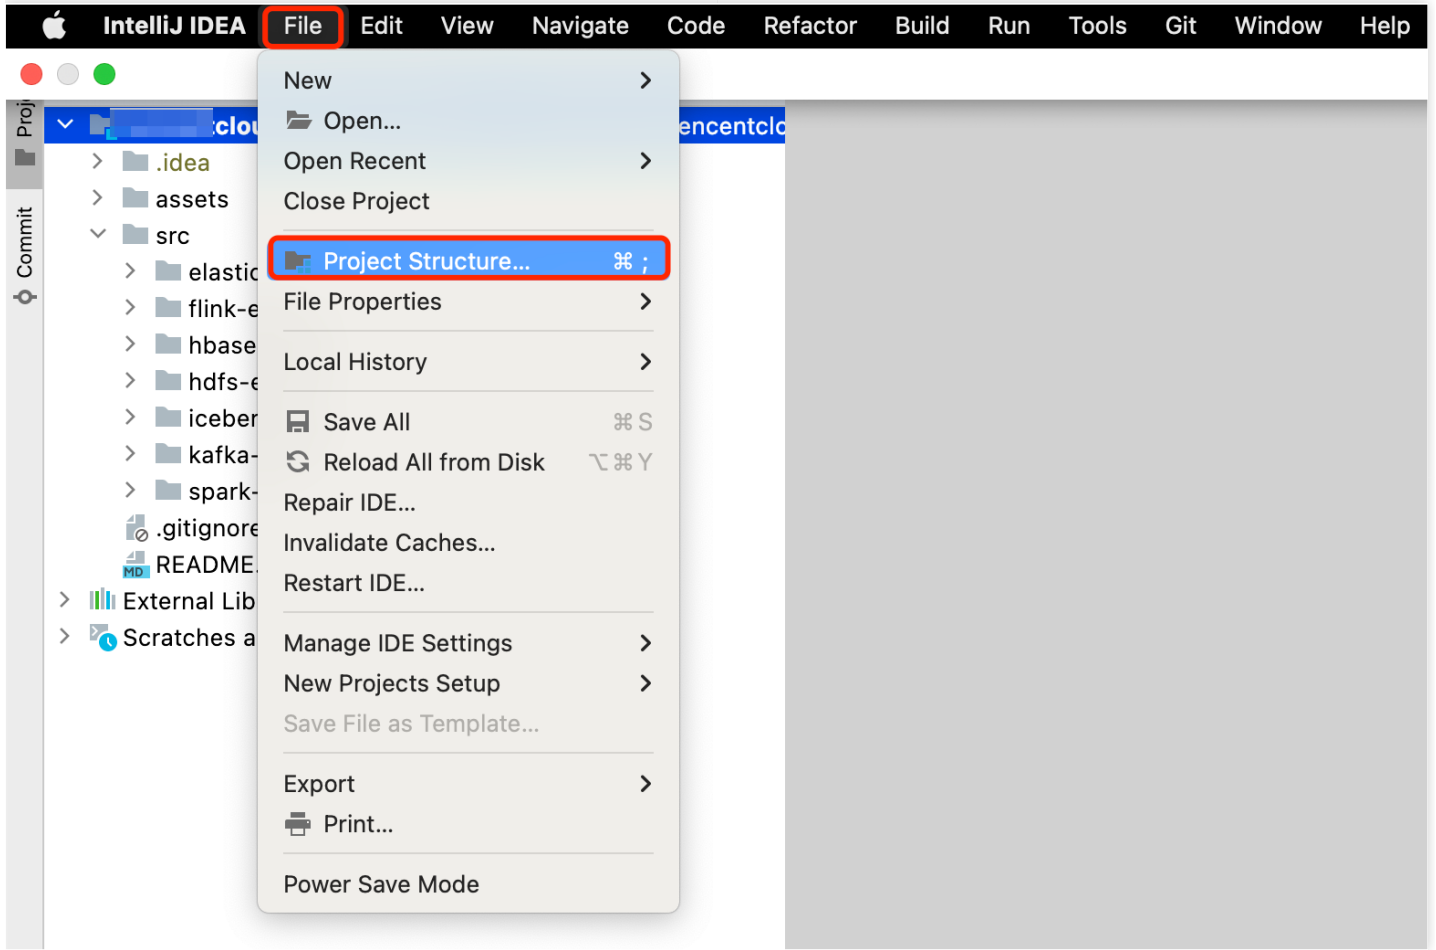 IntelliJ IDEA File Edit View Navigate Code Refactor Build Run Tools Git Window Help
New
Open...
Open Recent
Close Project
Project Structure... ⌘ ;
File Properties
Local History
Save All ⌘ S
Reload All from Disk ⌥⌘Y
Repair IDE...
Invalidate Caches...
Restart IDE...
Manage IDE Settings
New Projects Setup
Save File as Template...
Export
Print...
Power Save Mode
Proj
Commit
.idea
assets
src
elastic
flink-e
hbase
hdfs-e
iceber
kafka-
spark-
.gitignore
MD README.
External Lib
Scratches a